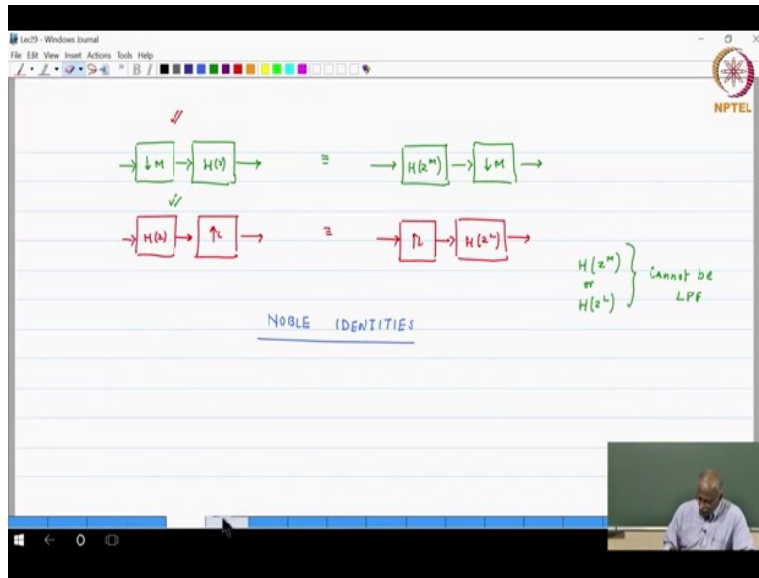 Lec29 - Windows Journal
File Edit View Insert Actions Tools Help
B I
NPTEL
↓M H(z) ≡ H(z^M) ↓M
H(z) ↑L ≡ ↑L H(z^L)
H(z^M)
or
H(z^L)
Cannot be
LPF
NOBLE IDENTITIES